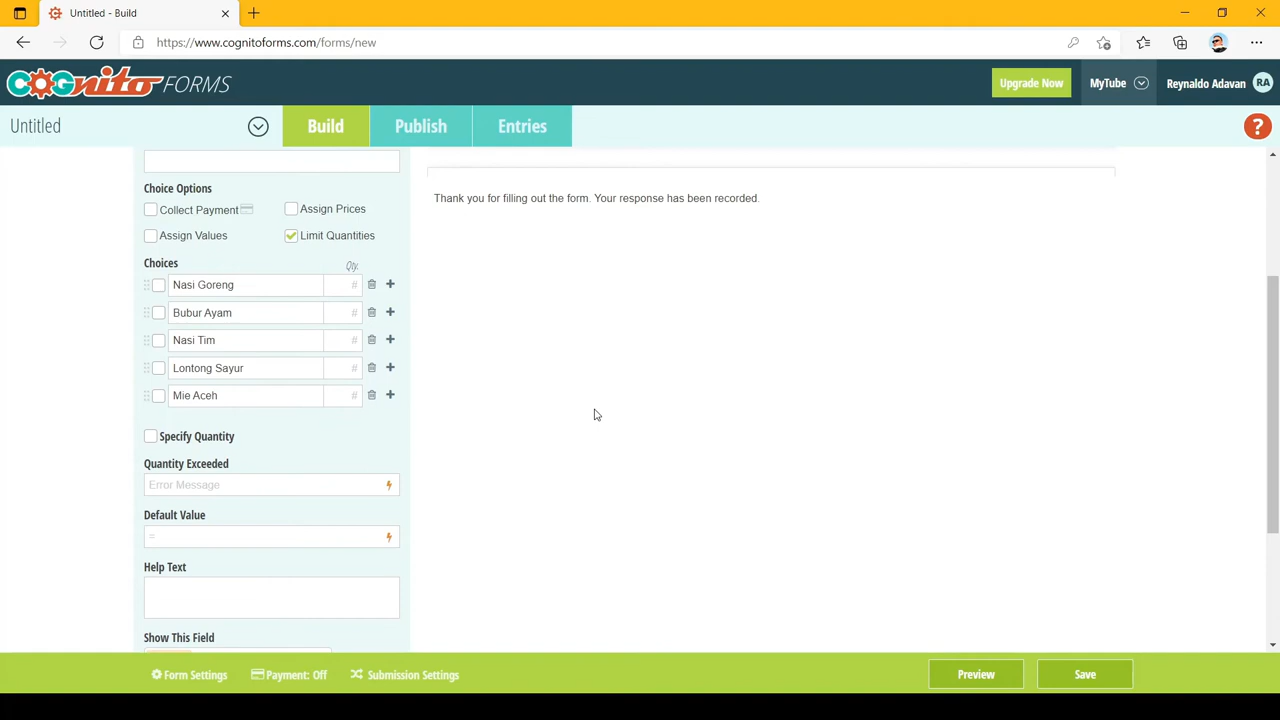 Untitled - Build
https://www.cognitoforms.com/forms/new
COGnito FORMS
Upgrade Now
MyTube
Reynaldo Adavan
RA
Untitled
Build
Publish
Entries
?
Choice Options
Collect Payment
Assign Prices
Assign Values
Limit Quantities
Thank you for filling out the form. Your response has been recorded.
Choices
Qty.
Nasi Goreng
#
Bubur Ayam
#
Nasi Tim
#
Lontong Sayur
#
Mie Aceh
#
Specify Quantity
Quantity Exceeded
Error Message
Default Value
=
Help Text
Show This Field
Form Settings
Payment: Off
Submission Settings
Preview
Save